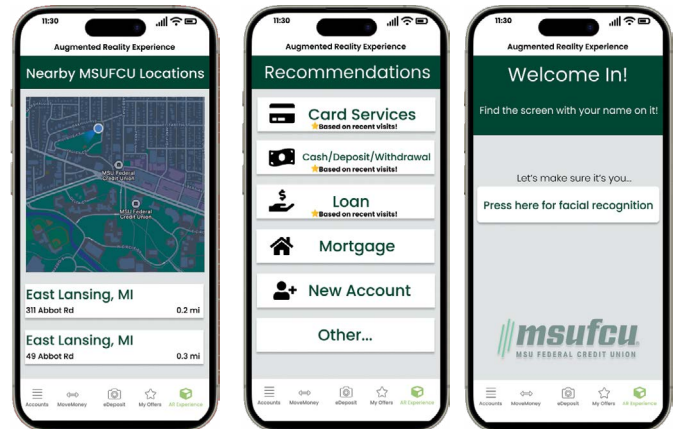 11:30
Augmented Reality Experience
Nearby MSUFCU Locations
MSU Federal
Credit Union
MSU Federal
Credit Union
East Lansing, MI
311 Abbot Rd 0.2 mi
East Lansing, MI
49 Abbot Rd 0.3 mi
Accounts MoveMoney eDeposit My Offers AR Experience
11:30
Augmented Reality Experience
Recommendations
Card Services
Based on recent visits!
Cash/Deposit/Withdrawal
Based on recent visits!
Loan
Based on recent visits!
Mortgage
New Account
Other...
Accounts MoveMoney eDeposit My Offers AR Experience
11:30
Augmented Reality Experience
Welcome In!
Find the screen with your name on it!
Let's make sure it's you...
Press here for facial recognition
msufcu
MSU FEDERAL CREDIT UNION
Accounts MoveMoney eDeposit My Offers AR Experience